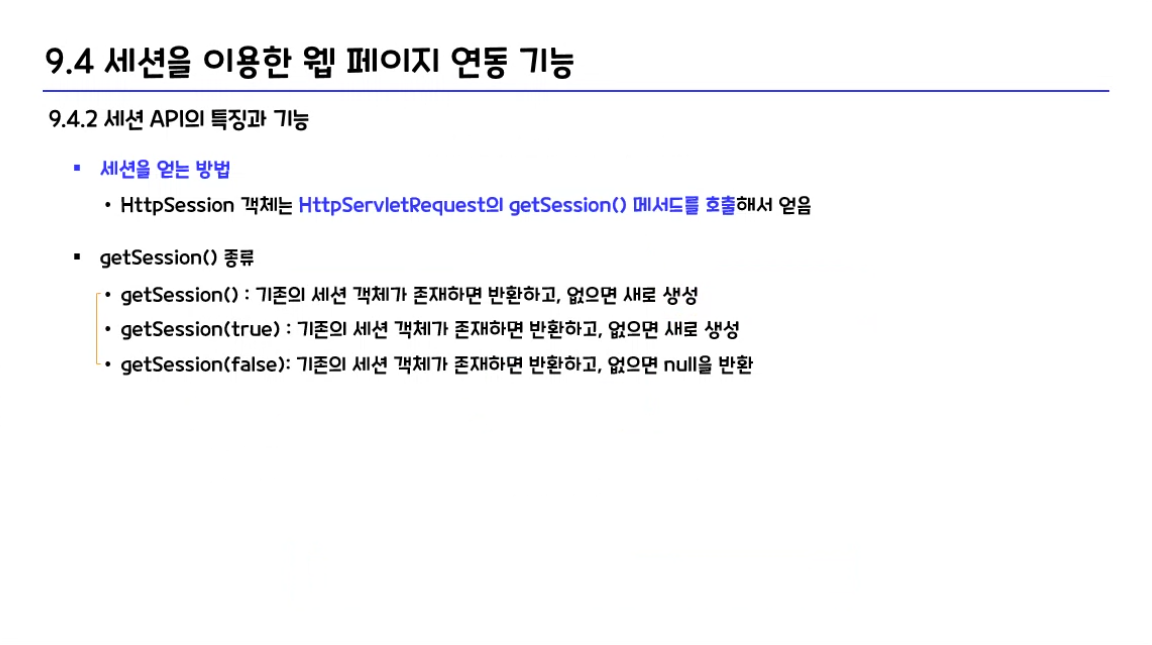 9.4 세션을 이용한 웹 페이지 연동 기능
9.4.2 세션 API의 특징과 기능
▪ 세션을 얻는 방법
• HttpSession 객체는 HttpServletRequest의 getSession() 메서드를 호출해서 얻음
▪ getSession() 종류
• getSession() : 기존의 세션 객체가 존재하면 반환하고, 없으면 새로 생성
• getSession(true) : 기존의 세션 객체가 존재하면 반환하고, 없으면 새로 생성
• getSession(false): 기존의 세션 객체가 존재하면 반환하고, 없으면 null을 반환